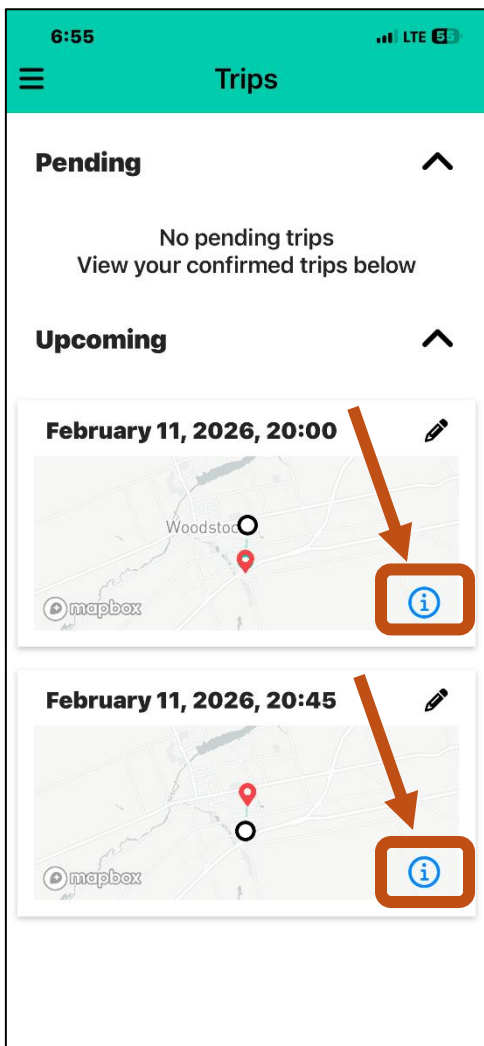 6:55
LTE 55
Trips
Pending
No pending trips
View your confirmed trips below
Upcoming
February 11, 2026, 20:00
Woodstoc
mapbox
i
February 11, 2026, 20:45
mapbox
i